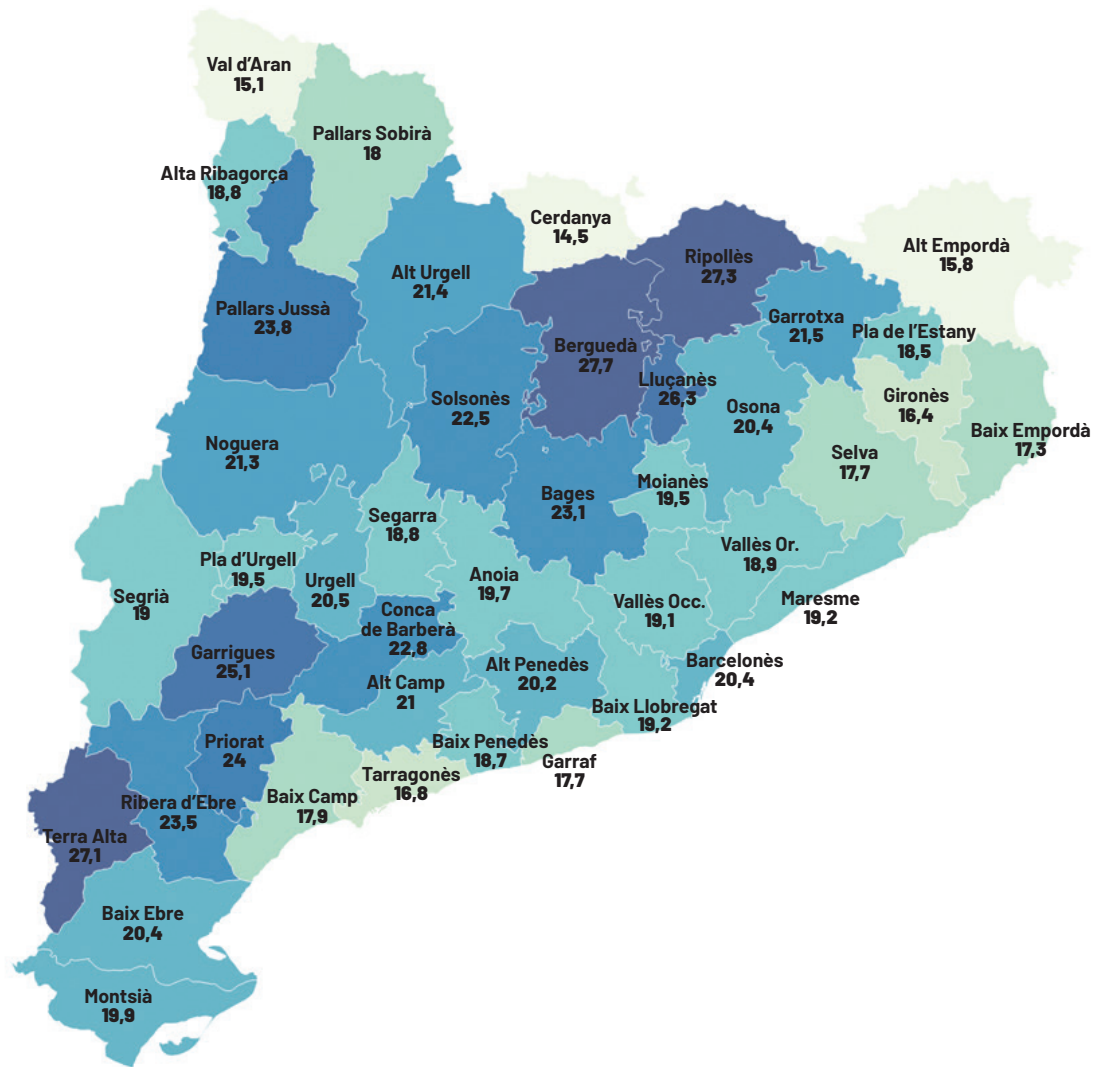 Val d'Aran
15,1
Pallars Sobirà
18
Alta Ribagorça
18,8
Cerdanya
14,5
Alt Empordà
15,8
Ripollès
27,3
Alt Urgell
21,4
Pallars Jussà
23,8
Garrotxa
21,5
Pla de l'Estany
18,5
Berguedà
27,7
Lluçanès
26,3
Gironès
16,4
Solsonès
22,5
Osona
20,4
Baix Empordà
17,3
Noguera
21,3
Selva
17,7
Moianès
19,5
Bages
23,1
Segarra
18,8
Vallès Or.
18,9
Pla d'Urgell
19,5
Urgell
20,5
Anoia
19,7
Segrià
19
Vallès Occ.
19,1
Maresme
19,2
Conca
de Barberà
22,8
Garrigues
25,1
Alt Penedès
20,2
Barcelonès
20,4
Alt Camp
21
Baix Llobregat
19,2
Priorat
24
Baix Penedès
18,7
Garraf
17,7
Tarragonès
16,8
Baix Camp
17,9
Ribera d'Ebre
23,5
Terra Alta
27,1
Baix Ebre
20,4
Montsià
19,9